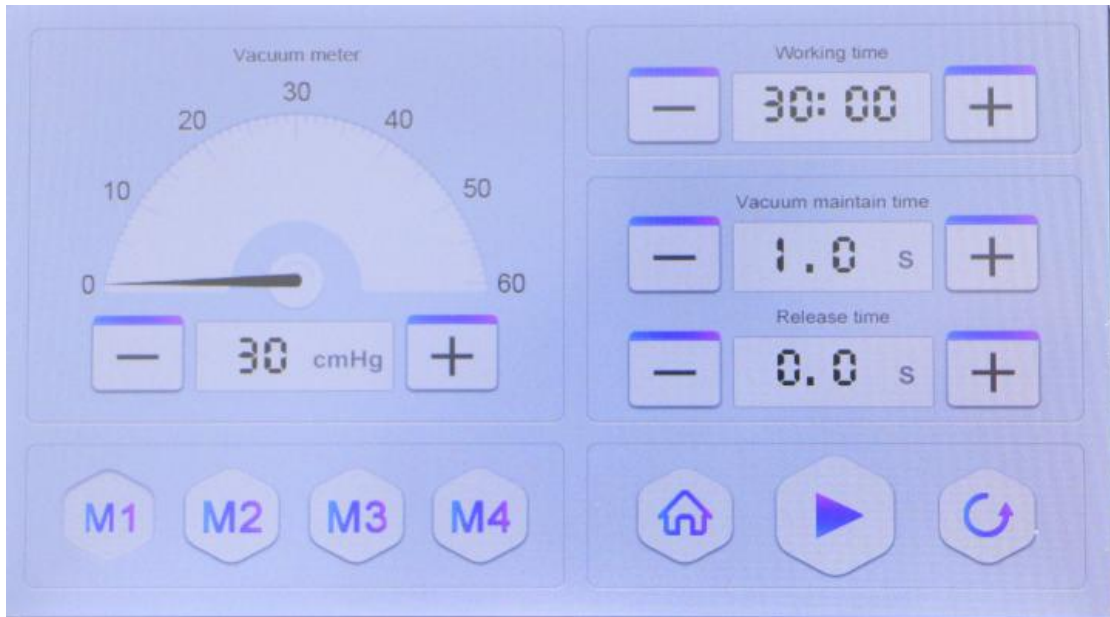 Vacuum meter
30
20
40
10
50
0
60
30 cmHg
Working time
30:00
Vacuum maintain time
1.0 s
Release time
0.0 s
M1 M2 M3 M4